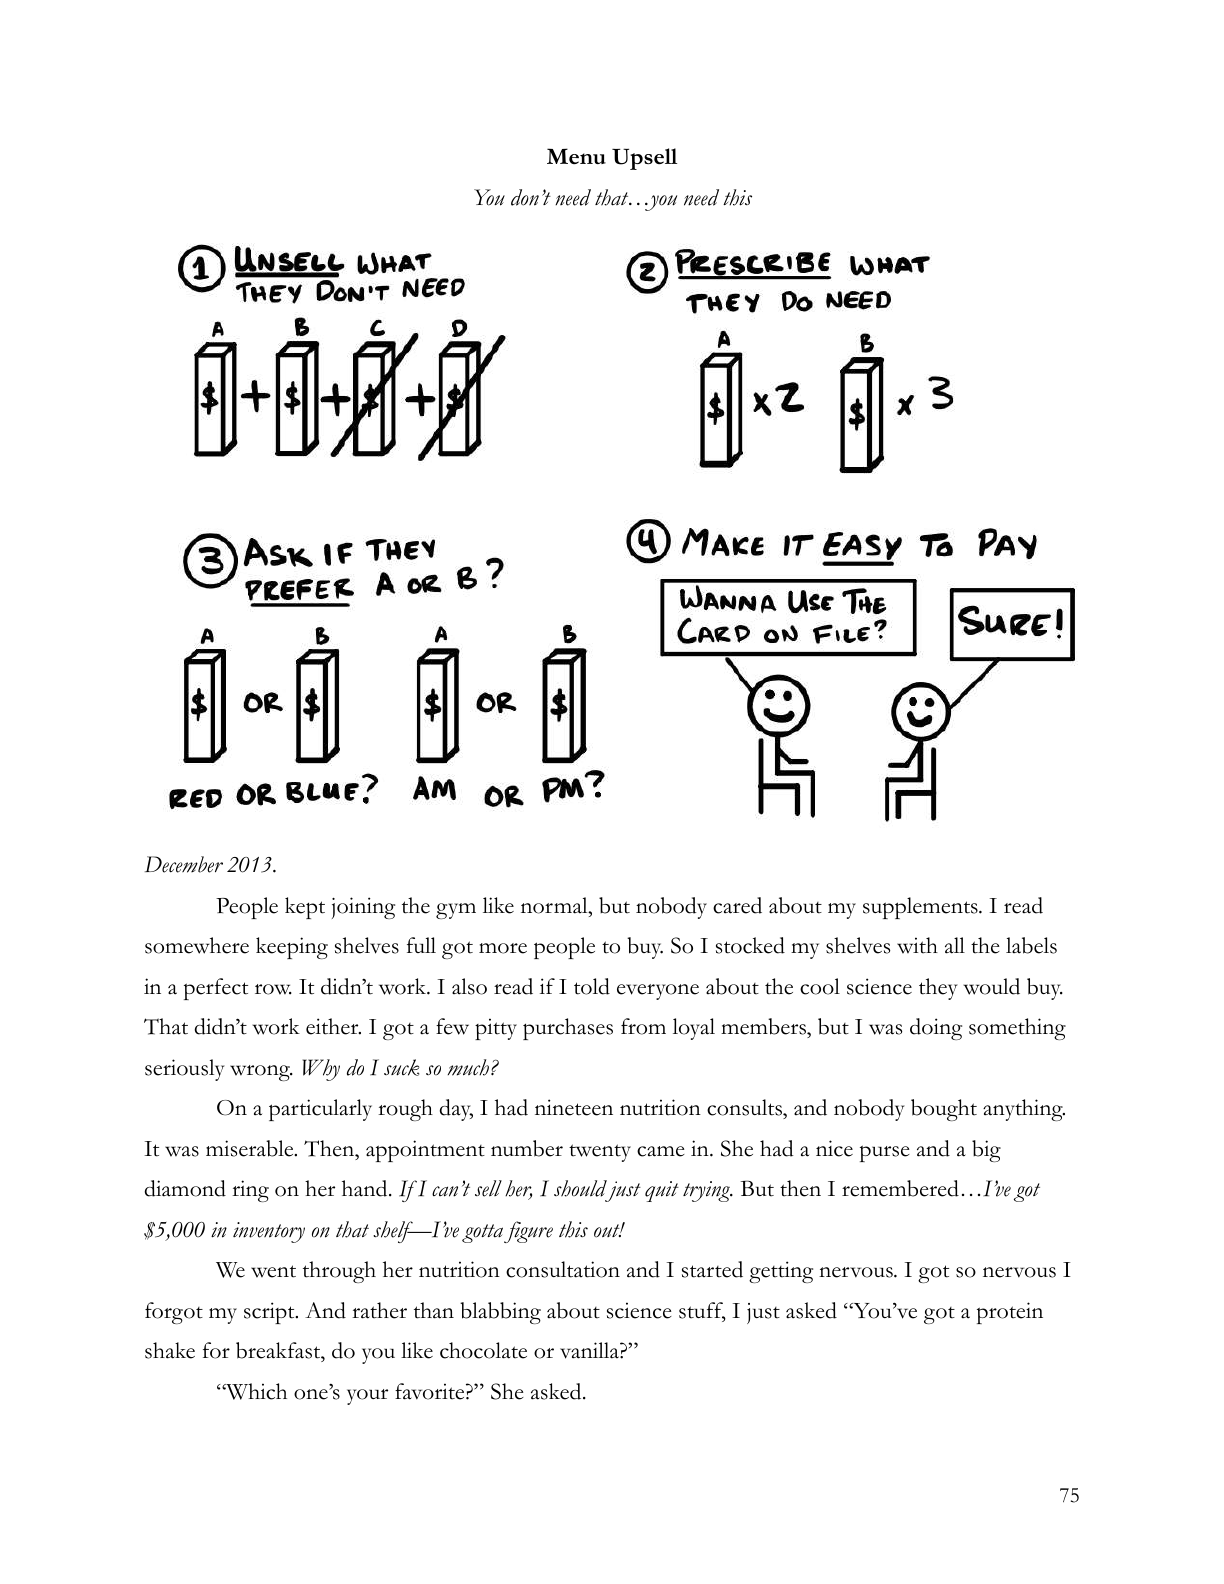 Menu Upsell
You don’t need that…you need this
1 UNSELL WHAT
THEY DON'T NEED
A B C D
$ + $ + $ + $
2 PRESCRIBE WHAT
THEY DO NEED
A B
$ x 2 $ x 3
3 ASK IF THEY
PREFER A OR B?
A B A B
$ OR $ $ OR $
RED OR BLUE? AM OR PM?
4 MAKE IT EASY TO PAY
WANNA USE THE
CARD ON FILE?
SURE!
December 2013.
People kept joining the gym like normal, but nobody cared about my supplements. I read
somewhere keeping shelves full got more people to buy. So I stocked my shelves with all the labels
in a perfect row. It didn’t work. I also read if I told everyone about the cool science they would buy.
That didn’t work either. I got a few pitty purchases from loyal members, but I was doing something
seriously wrong. Why do I suck so much?
On a particularly rough day, I had nineteen nutrition consults, and nobody bought anything.
It was miserable. Then, appointment number twenty came in. She had a nice purse and a big
diamond ring on her hand. If I can’t sell her, I should just quit trying. But then I remembered…I’ve got
$5,000 in inventory on that shelf—I’ve gotta figure this out!
We went through her nutrition consultation and I started getting nervous. I got so nervous I
forgot my script. And rather than blabbing about science stuff, I just asked “You’ve got a protein
shake for breakfast, do you like chocolate or vanilla?”
“Which one’s your favorite?” She asked.
75